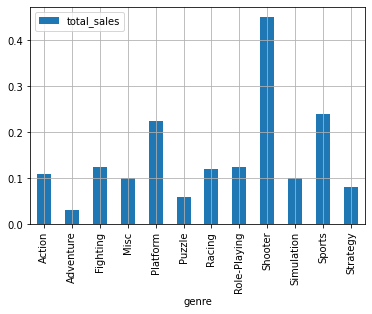 total_sales
0.4
0.3
0.2
0.1
0.0
Action
Adventure
Fighting
Misc
Platform
Puzzle
Racing
Role-Playing
Shooter
Simulation
Sports
Strategy
genre